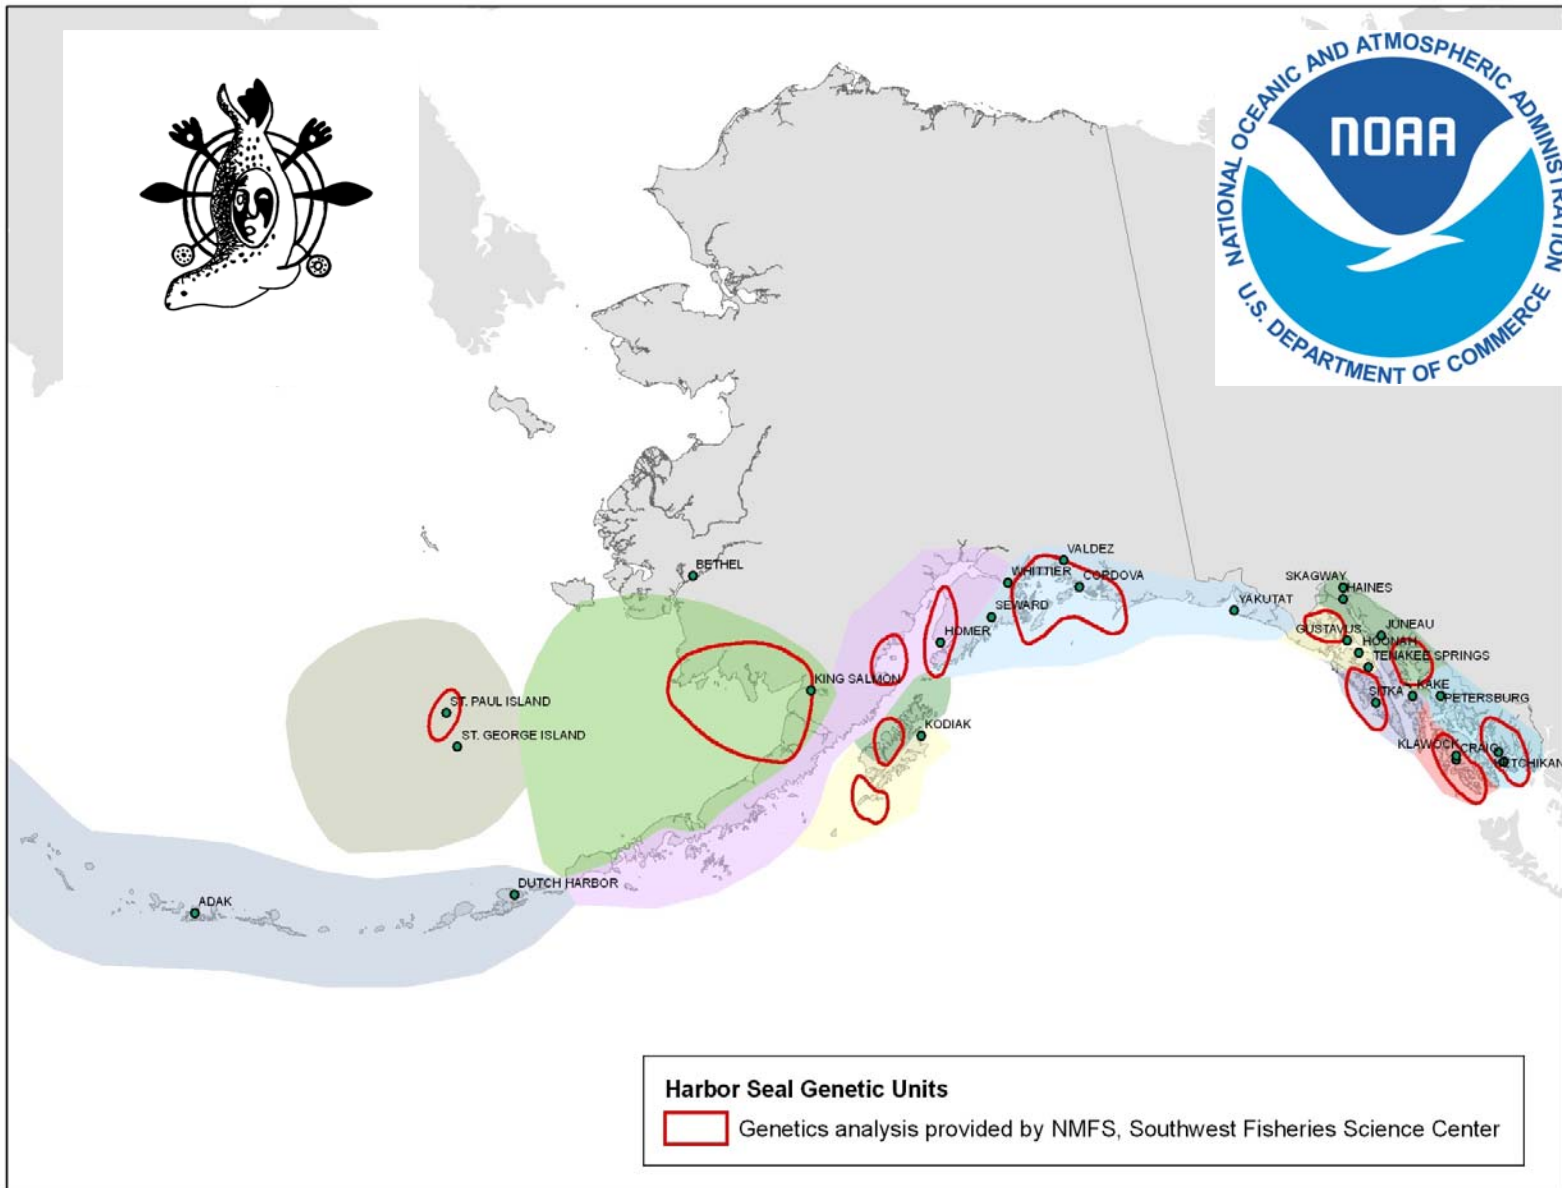 NATIONAL OCEANIC AND ATMOSPHERIC ADMINISTRATION
NOAA
U.S. DEPARTMENT OF COMMERCE
VALDEZ
BETHEL
WHITTIER
CORDOVA
SKAGWAY
HAINES
SEWARD
YAKUTAT
HOMER
GUSTAVUS
JUNEAU
HOONAH
TENAKEE SPRINGS
KING SALMON
SITKA
KAKE
PETERSBURG
ST. PAUL ISLAND
ST. GEORGE ISLAND
KODIAK
KLAWOCK
CRAIG
KETCHIKAN
DUTCH HARBOR
ADAK
Harbor Seal Genetic Units
Genetics analysis provided by NMFS, Southwest Fisheries Science Center